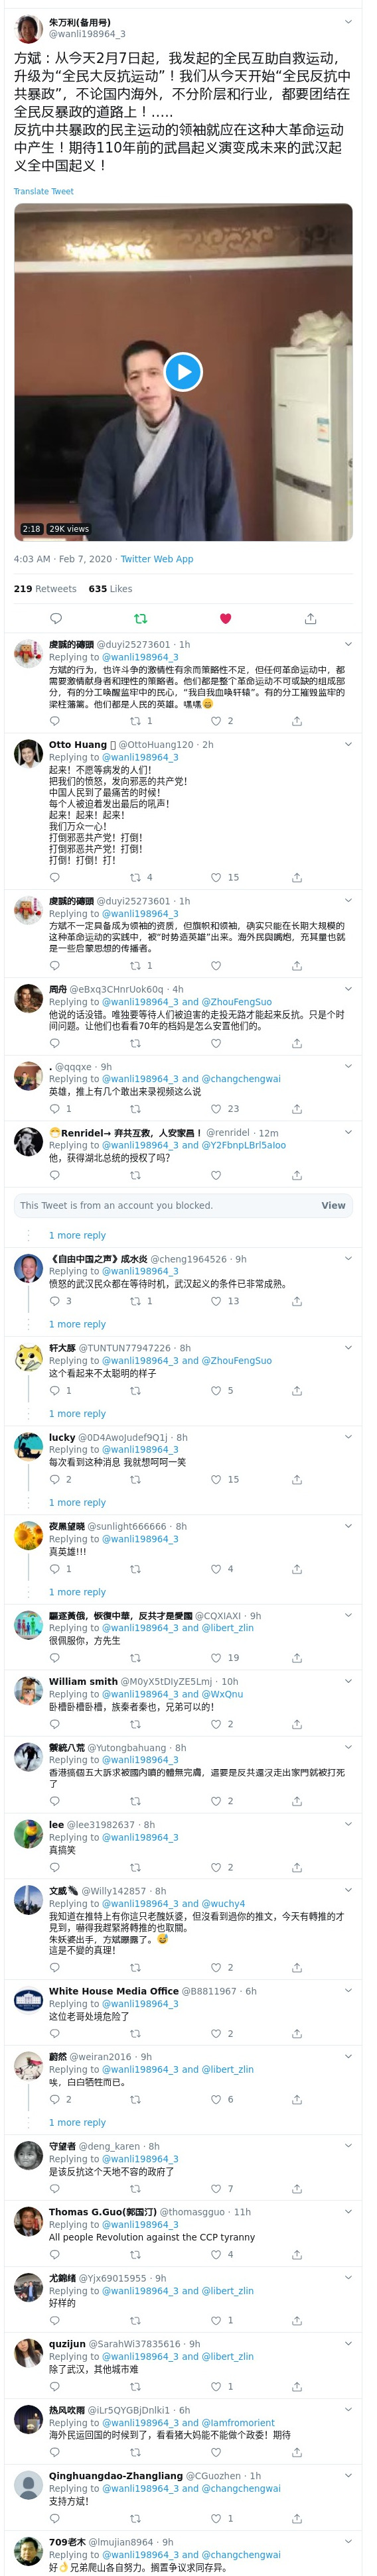 朱万利(备用号)
@wanli198964_3
方斌：从今天2月7日起，我发起的全民互助自救运动，
升级为“全民大反抗运动”！我们从今天开始“全民反抗中
共暴政”，不论国内海外，不分阶层和行业，都要团结在
全民反暴政的道路上！.....
反抗中共暴政的民主运动的领袖就应在这种大革命运动
中产生！期待110年前的武昌起义演变成未来的武汉起
义全中国起义！
Translate Tweet
2:18 29K views
4:03 AM · Feb 7, 2020 · Twitter Web App
219 Retweets 635 Likes
虔誠的磚頭 @duyi25273601 · 1h
Replying to @wanli198964_3
方斌的行为，也许斗争的激情性有余而策略性不足，但任何革命运动中，都
需要激情献身者和理性的策略者。他们都是整个革命运动不可或缺的组成部
分，有的分工唤醒蓝牢中的民心，“我自我血唤轩辕”。有的分工摧毁监牢的
梁柱藩篱。他们都是人民的英雄。嘿嘿😄
1 2
Otto Huang @OttoHuang120 · 2h
Replying to @wanli198964_3
起来！不愿等病发的人们！
把我们的愤怒，发向邪恶的共产党！
中国人民到了最痛苦的时候！
每个人被迫着发出最后的吼声！
起来！起来！起来！
我们万众一心！
打倒邪恶共产党！打倒！
打倒邪恶共产党！打倒！
打倒！打倒！打！
4 15
虔誠的磚頭 @duyi25273601 · 1h
Replying to @wanli198964_3
方斌不一定具备成为领袖的资质，但旗帜和领袖，确实只能在长期大规模的
这种革命运动的实践中，被“时势造英雄”出来。海外民舆嘴炮，充其量也就
是一些启蒙思想的传播者。
1
周舟 @eBxq3CHnrUok60q · 4h
Replying to @wanli198964_3 and @ZhouFengSuo
他说的话没错。唯独要等待人们被迫害的走投无路才能起来反抗。只是个时
间问题。让他们也看看70年的档妈是怎么安置他们的。
. @qqqxe · 9h
Replying to @wanli198964_3 and @changchengwai
英雄，推上有几个敢出来录视频这么说
1 23
😷Renridel→ 弃共互救，人安家昌！ @renridel · 12m
Replying to @wanli198964_3 and @Y2FbnpLBrl5aIoo
他，获得湖北总统的授权了吗？
This Tweet is from an account you blocked. View
1 more reply
《自由中国之声》成水炎 @cheng1964526 · 9h
Replying to @wanli198964_3
愤怒的武汉民众都在等待时机，武汉起义的条件已非常成熟。
3 1 13
1 more reply
轩大豚 @TUNTUN77947226 · 8h
Replying to @wanli198964_3 and @ZhouFengSuo
这个看起来不太聪明的样子
1 5
1 more reply
lucky @0D4AwoJudef9Q1j · 8h
Replying to @wanli198964_3
每次看到这种消息 我就想呵呵一笑
2 15
1 more reply
夜黑望晓 @sunlight666666 · 8h
Replying to @wanli198964_3
真英雄!!!
1 4
1 more reply
驅逐黃俄，恢復中華，反共才是愛國 @CQXIAXI · 9h
Replying to @wanli198964_3 and @libert_zlin
很佩服你，方先生
19
William smith @M0yX5tDIyZE5Lmj · 10h
Replying to @wanli198964_3 and @WxQnu
卧槽卧槽卧槽，族秦者秦也，兄弟可以的！
2
禦統八荒 @Yutongbahuang · 8h
Replying to @wanli198964_3
香港搞個五大訴求被國内噴的體無完膚，還要是反共還没走出家門就被打死
了
2
lee @lee31982637 · 8h
Replying to @wanli198964_3
真搞笑
2
文威 @Willy142857 · 8h
Replying to @wanli198964_3 and @wuchy4
我知道在推特上有你這只老醜妖婆，但沒看到過你的推文，今天有轉推的才
見到，嚇得我趕緊將轉推的也取關。
朱妖婆出手，方斌曝露了。😅
這是不變的真理！
2
White House Media Office @B8811967 · 6h
Replying to @wanli198964_3
这位老哥处境危险了
2
蔚然 @weiran2016 · 9h
Replying to @wanli198964_3 and @libert_zlin
唉，白白牺牲而已。
2 6
1 more reply
守望者 @deng_karen · 8h
Replying to @wanli198964_3
是该反抗这个天地不容的政府了
7
Thomas G.Guo(郭国汀) @thomasgguo · 11h
Replying to @wanli198964_3
All people Revolution against the CCP tyranny
4
尤錦緒 @Yjx69015955 · 9h
Replying to @wanli198964_3 and @libert_zlin
好样的
1
quzijun @SarahWi37835616 · 9h
Replying to @wanli198964_3 and @libert_zlin
除了武汉，其他城市难
1
热风吹雨 @iLr5QYGBjDnlki1 · 6h
Replying to @wanli198964_3 and @Iamfromorient
海外民运回国的时候到了，看看猪大妈能不能做个政委！期待
Qinghuangdao-Zhangliang @CGuozhen · 1h
Replying to @wanli198964_3 and @changchengwai
支持方斌！
1
709老木 @lmujian8964 · 9h
Replying to @wanli198964_3 and @changchengwai
好👌兄弟爬山各自努力。搁置争议求同存异。